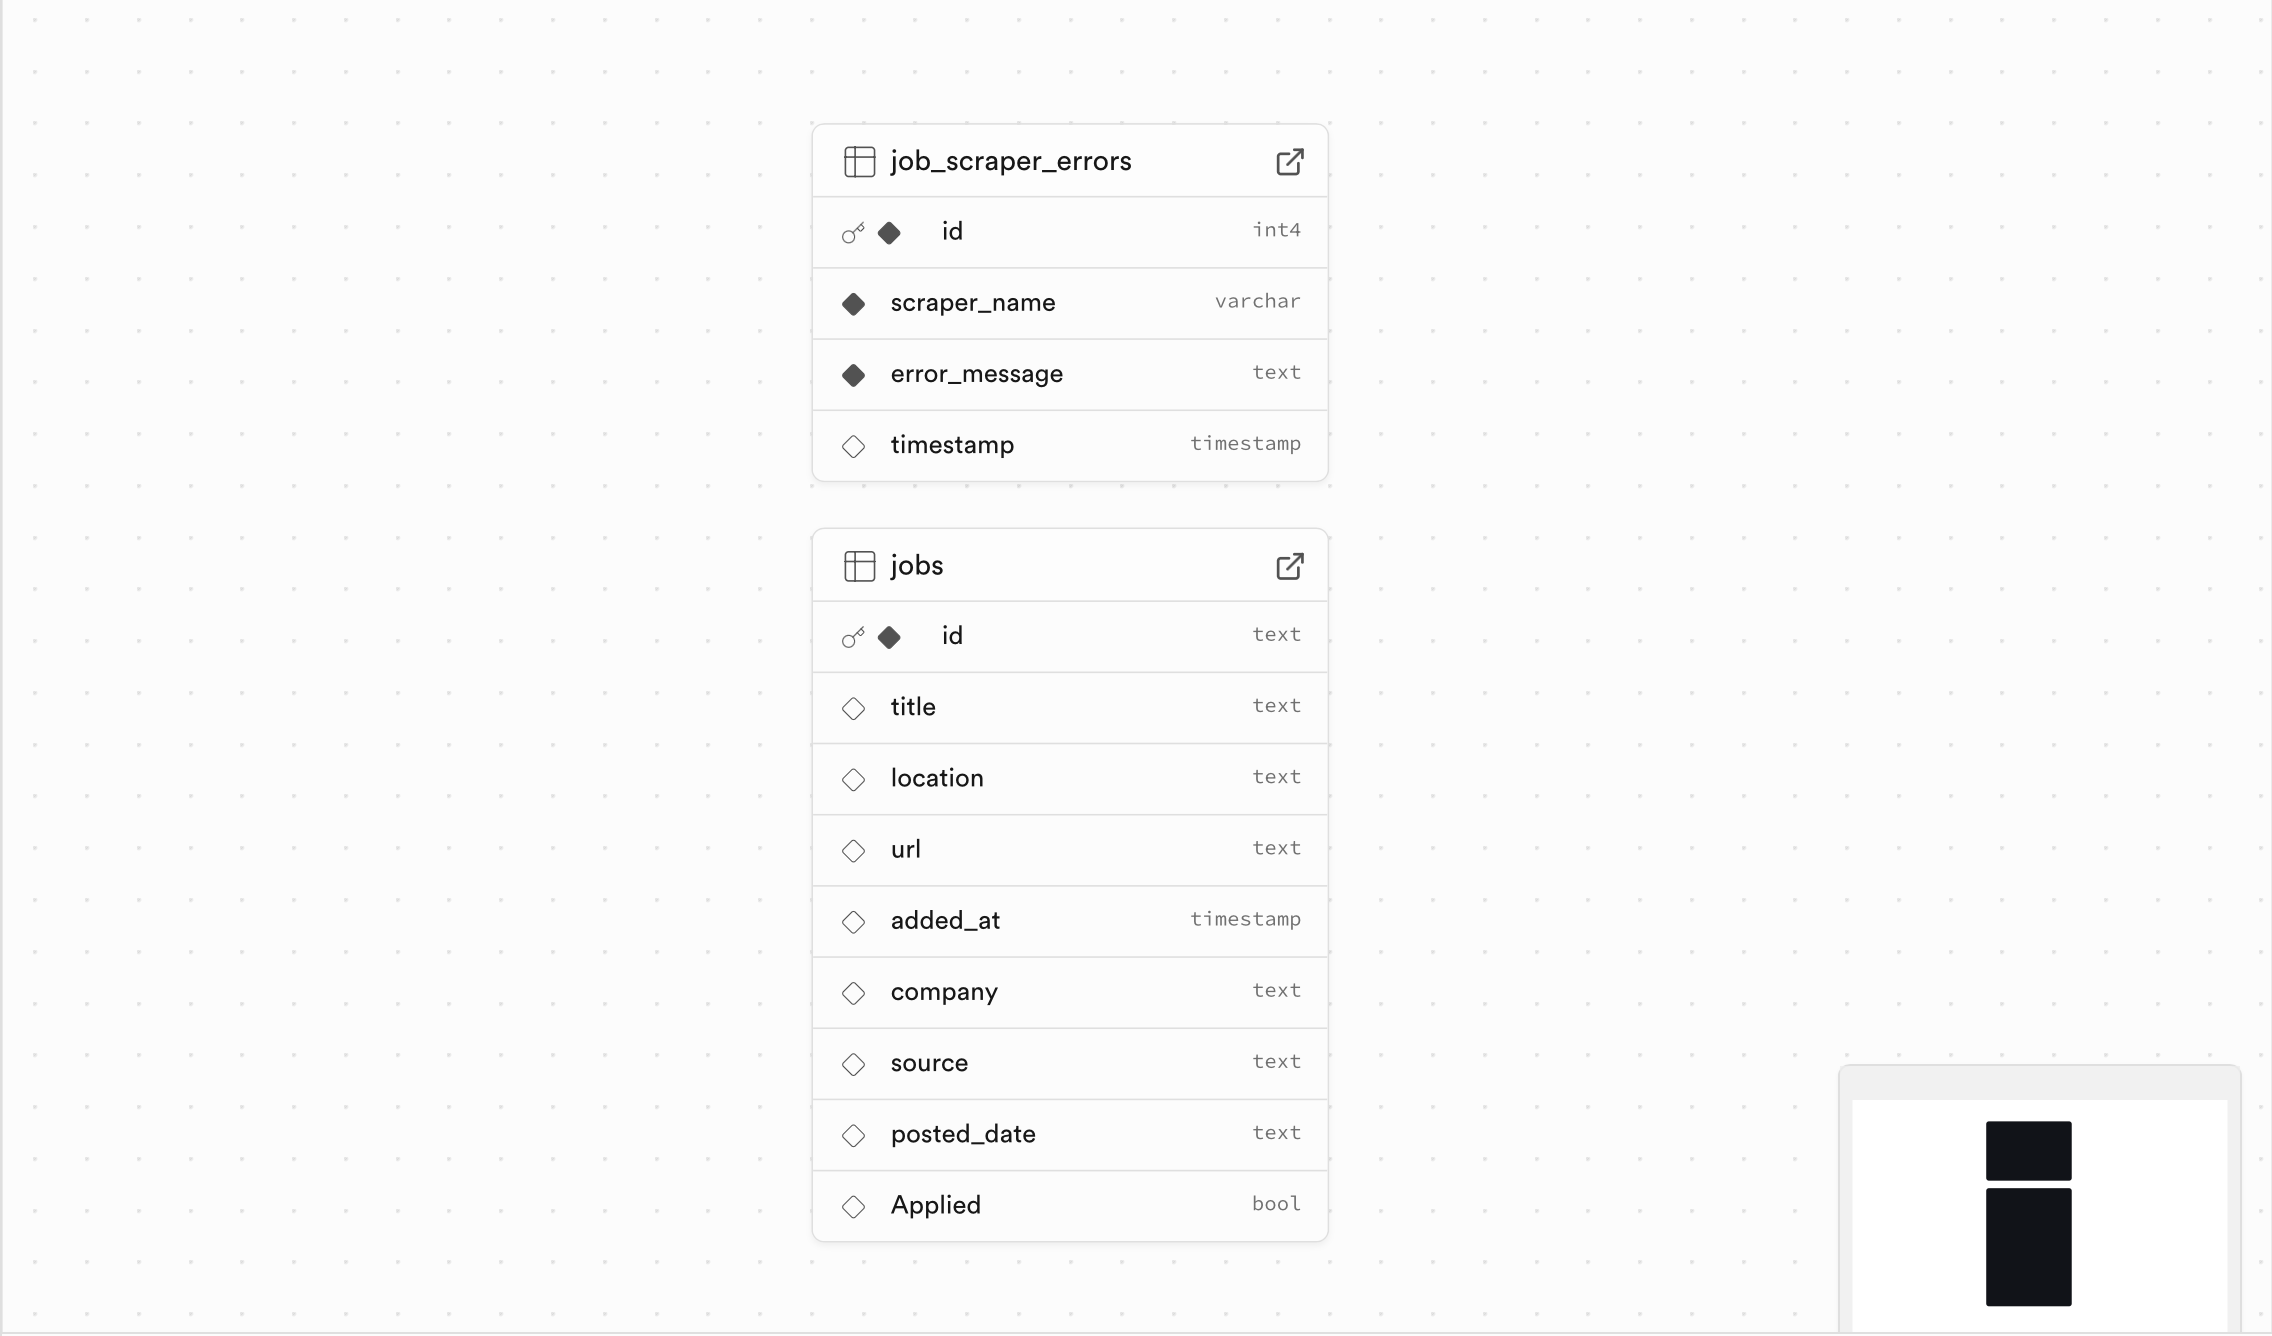 job_scraper_errors
id int4
scraper_name varchar
error_message text
timestamp timestamp
jobs
id text
title text
location text
url text
added_at timestamp
company text
source text
posted_date text
Applied bool